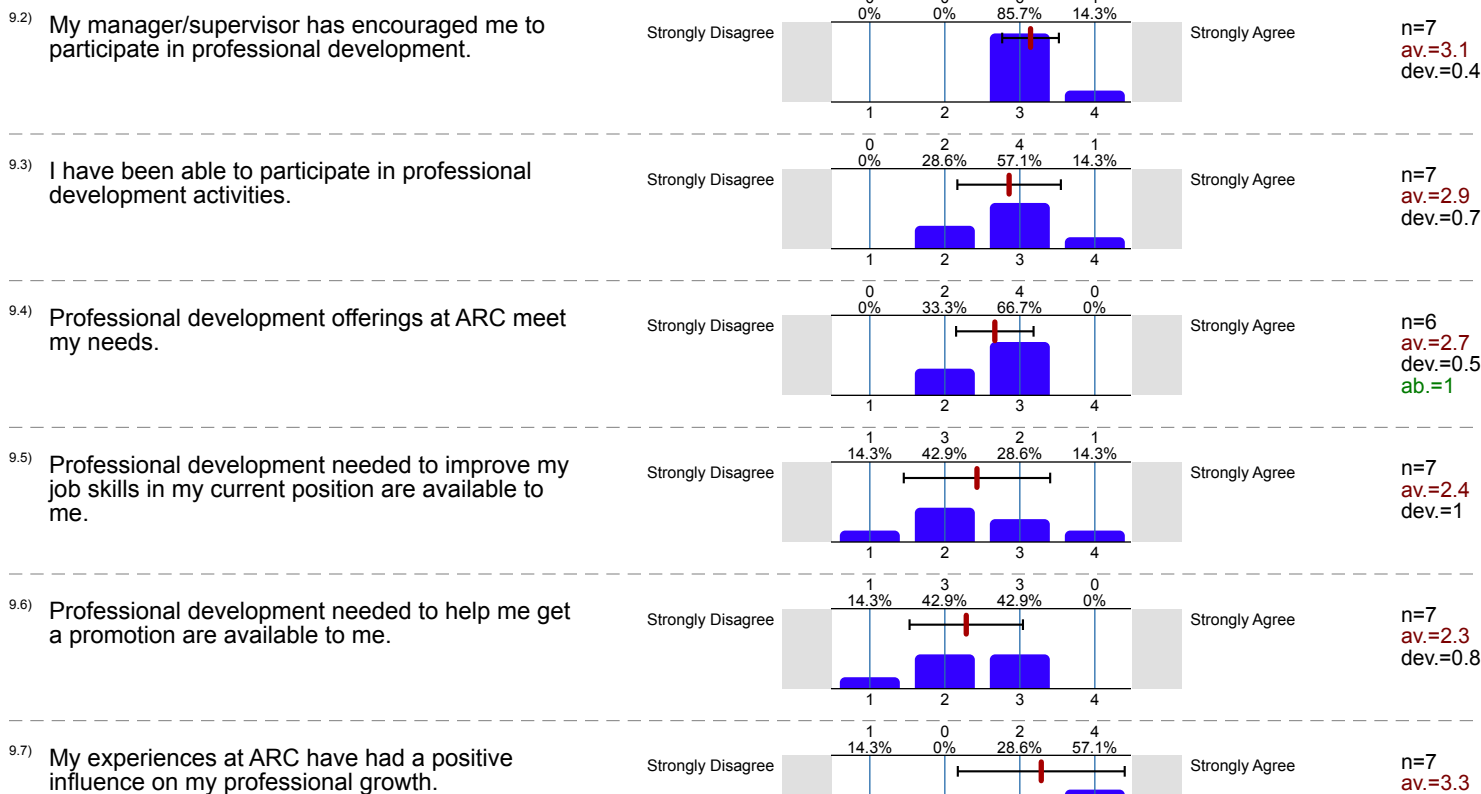 0 0 6 1
0% 0% 85.7% 14.3%
9.2) My manager/supervisor has encouraged me to
participate in professional development.
Strongly Disagree
Strongly Agree
n=7
av.=3.1
dev.=0.4
1 2 3 4
0 2 4 1
0% 28.6% 57.1% 14.3%
9.3) I have been able to participate in professional
development activities.
Strongly Disagree
Strongly Agree
n=7
av.=2.9
dev.=0.7
1 2 3 4
0 2 4 0
0% 33.3% 66.7% 0%
9.4) Professional development offerings at ARC meet
my needs.
Strongly Disagree
Strongly Agree
n=6
av.=2.7
dev.=0.5
ab.=1
1 2 3 4
1 3 2 1
14.3% 42.9% 28.6% 14.3%
9.5) Professional development needed to improve my
job skills in my current position are available to
me.
Strongly Disagree
Strongly Agree
n=7
av.=2.4
dev.=1
1 2 3 4
1 3 3 0
14.3% 42.9% 42.9% 0%
9.6) Professional development needed to help me get
a promotion are available to me.
Strongly Disagree
Strongly Agree
n=7
av.=2.3
dev.=0.8
1 2 3 4
1 0 2 4
14.3% 0% 28.6% 57.1%
9.7) My experiences at ARC have had a positive
influence on my professional growth.
Strongly Disagree
Strongly Agree
n=7
av.=3.3